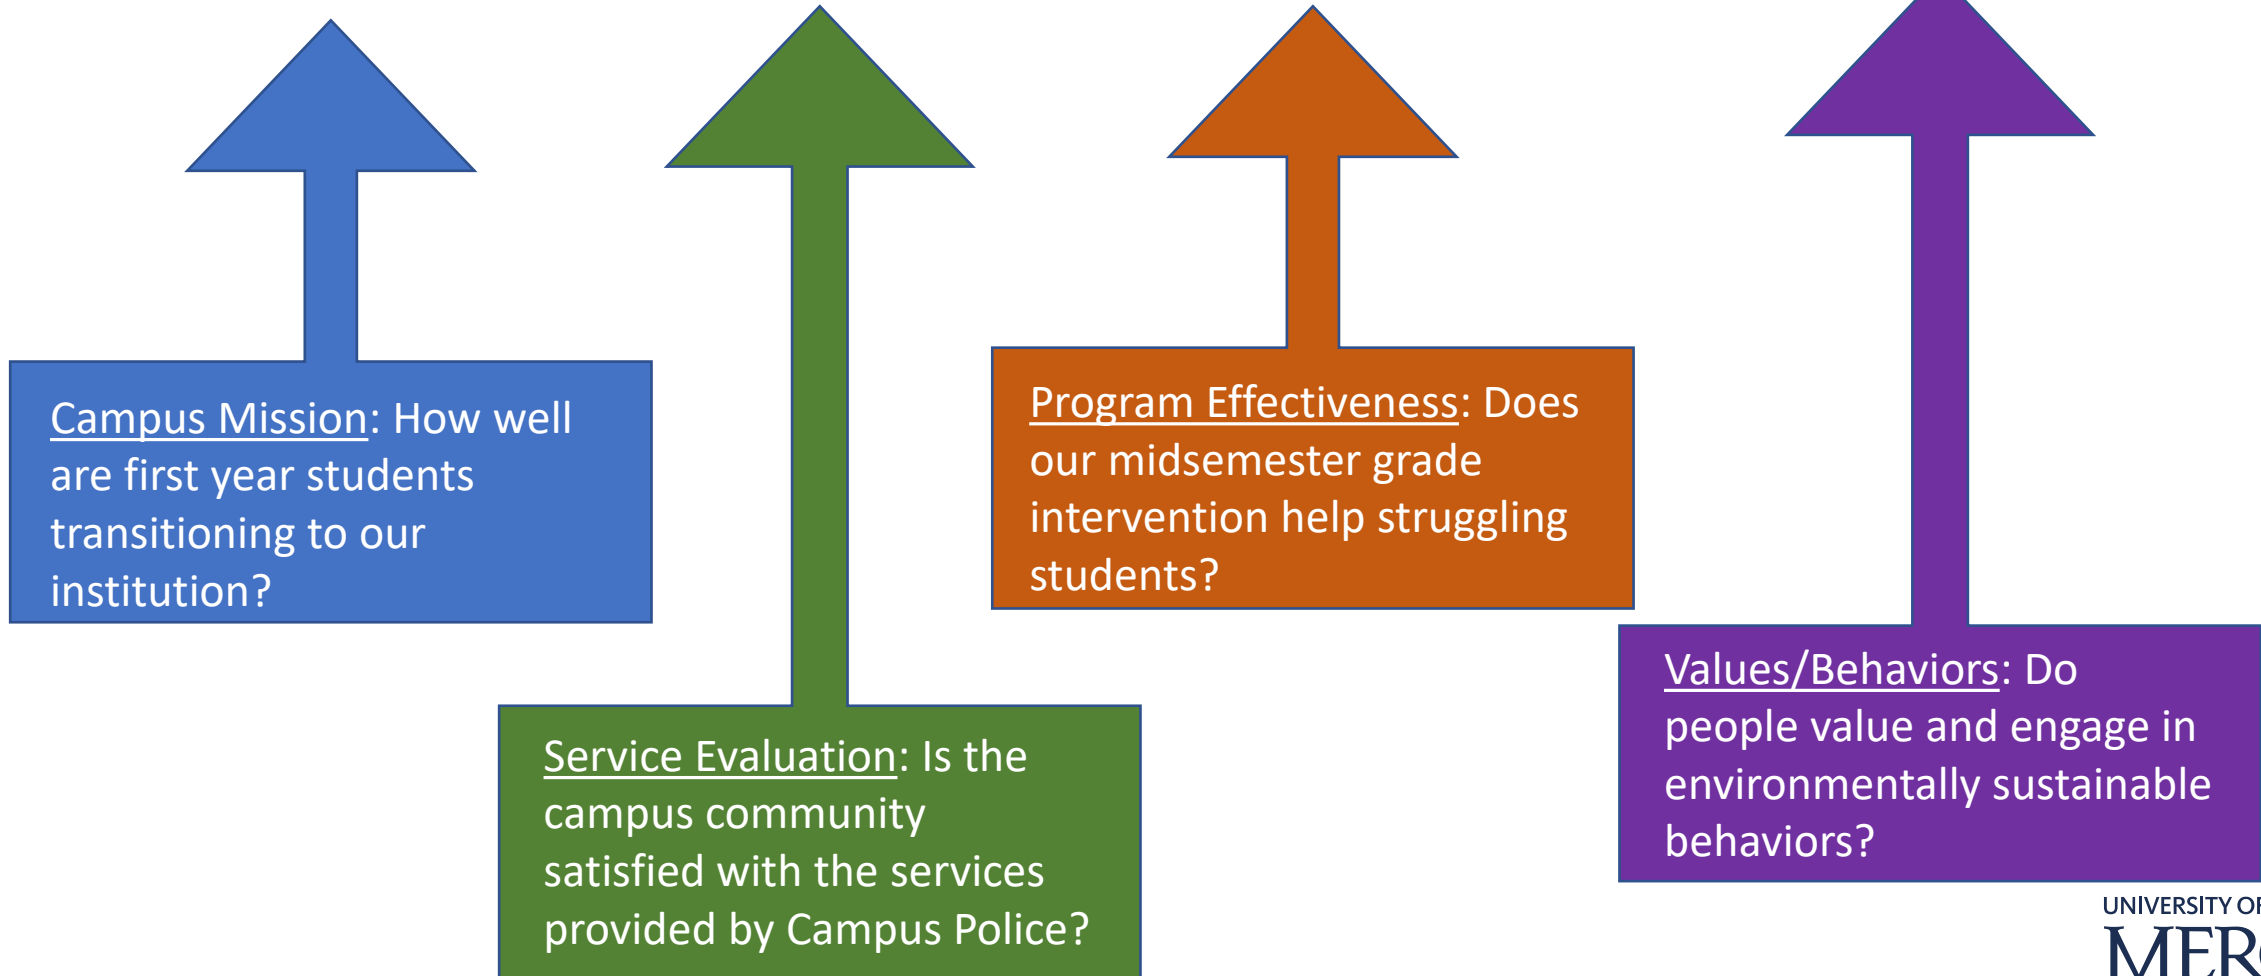 Campus Mission: How well
are first year students
transitioning to our
institution?
Service Evaluation: Is the
campus community
satisfied with the services
provided by Campus Police?
Program Effectiveness: Does
our midsemester grade
intervention help struggling
students?
Values/Behaviors: Do
people value and engage in
environmentally sustainable
behaviors?
UNIVERSITY OF